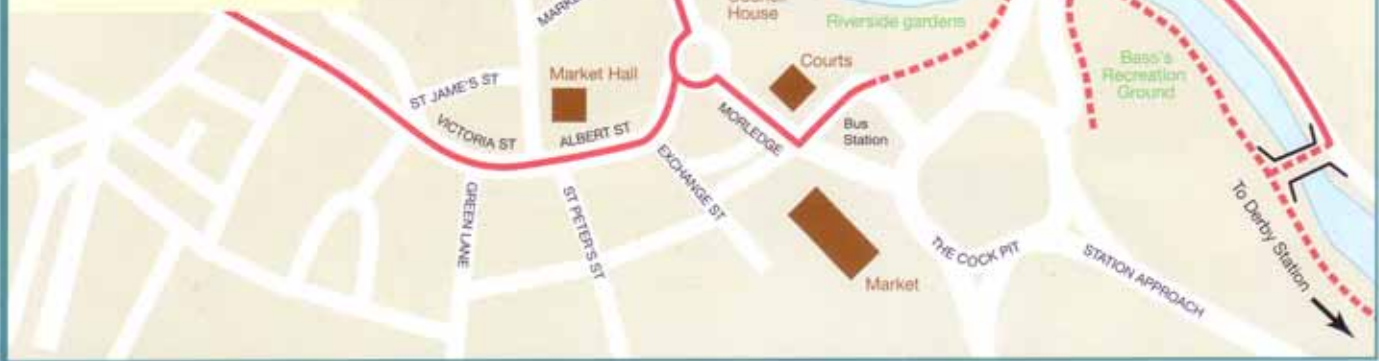 House
Riverside gardens
Market Hall
Courts
Bass's
Recreation
Ground
ST JAME'S ST
VICTORIA ST
ALBERT ST
MORLEDGE
Bus
Station
EXCHANGE ST
GREEN LANE
ST PETER'S ST
To Derby Station
THE COCK PIT
STATION APPROACH
Market